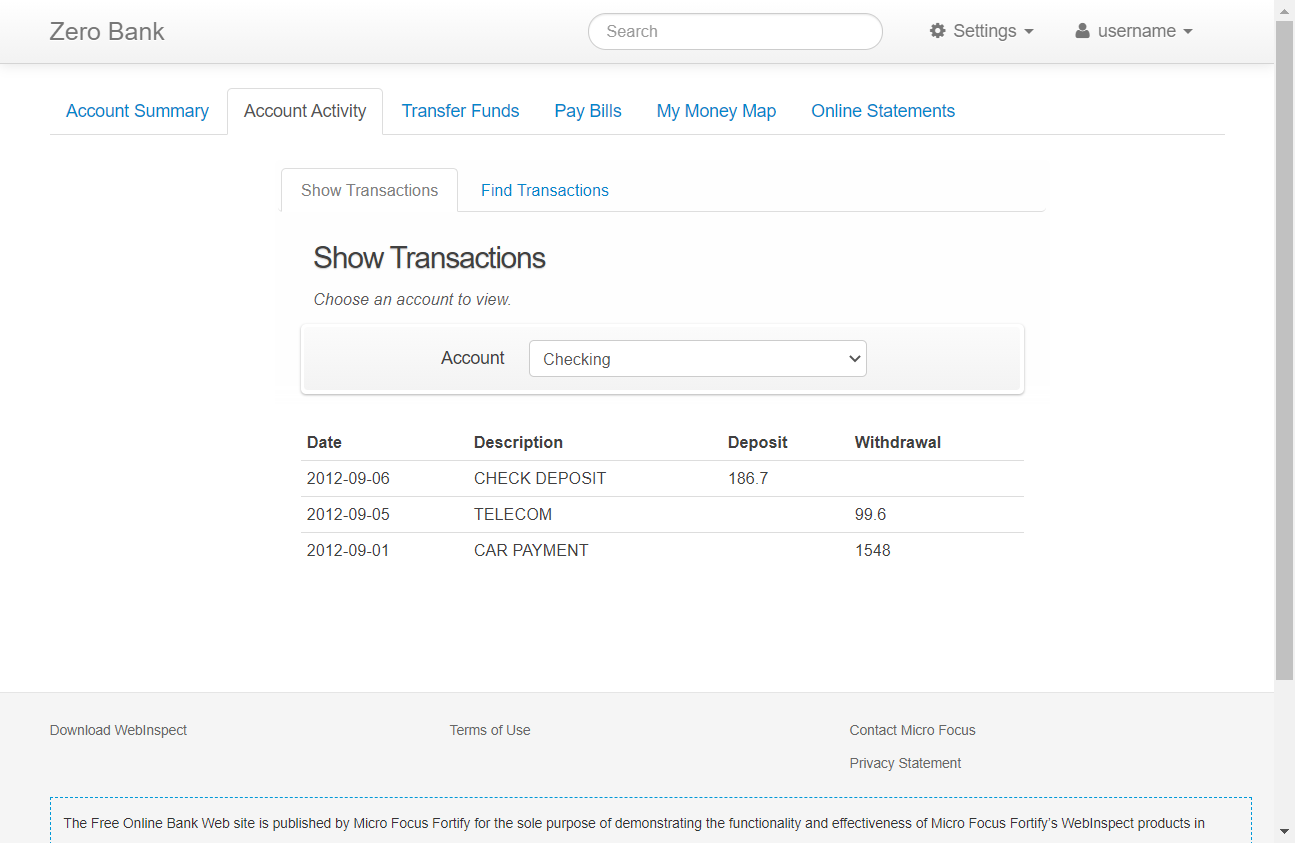 Zero Bank
Search
Settings
username
Account Summary
Account Activity
Transfer Funds
Pay Bills
My Money Map
Online Statements
Show Transactions
Find Transactions
Show Transactions
Choose an account to view.
Account
Checking
Date Description Deposit Withdrawal
2012-09-06 CHECK DEPOSIT 186.7
2012-09-05 TELECOM 99.6
2012-09-01 CAR PAYMENT 1548
Download WebInspect
Terms of Use
Contact Micro Focus
Privacy Statement
The Free Online Bank Web site is published by Micro Focus Fortify for the sole purpose of demonstrating the functionality and effectiveness of Micro Focus Fortify's WebInspect products in